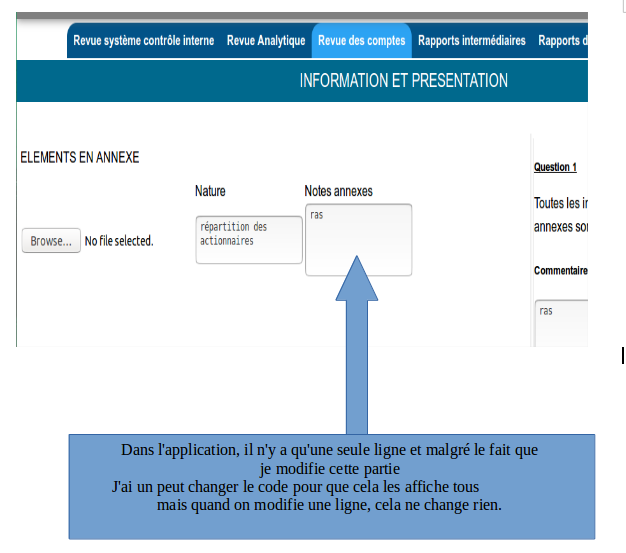 Revue système contrôle interne Revue Analytique Revue des comptes Rapports intermédiaires Rapports d
INFORMATION ET PRESENTATION
ELEMENTS EN ANNEXE
Nature Notes annexes
Browse... No file selected.
répartition des
actionnaires
ras
Question 1
Toutes les ir
annexes sor
Commentaire
ras
Dans l'application, il n'y a qu'une seule ligne et malgré le fait que
je modifie cette partie
J'ai un peut changer le code pour que cela les affiche tous
mais quand on modifie une ligne, cela ne change rien.